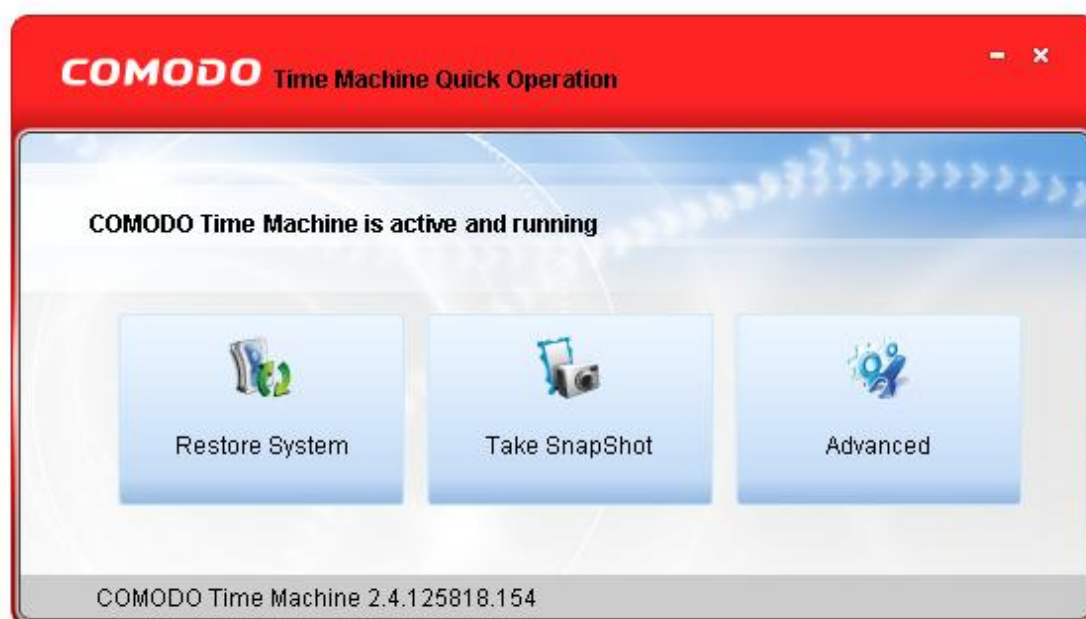 COMODO Time Machine Quick Operation
COMODO Time Machine is active and running
Restore System
Take SnapShot
Advanced
COMODO Time Machine 2.4.125818.154